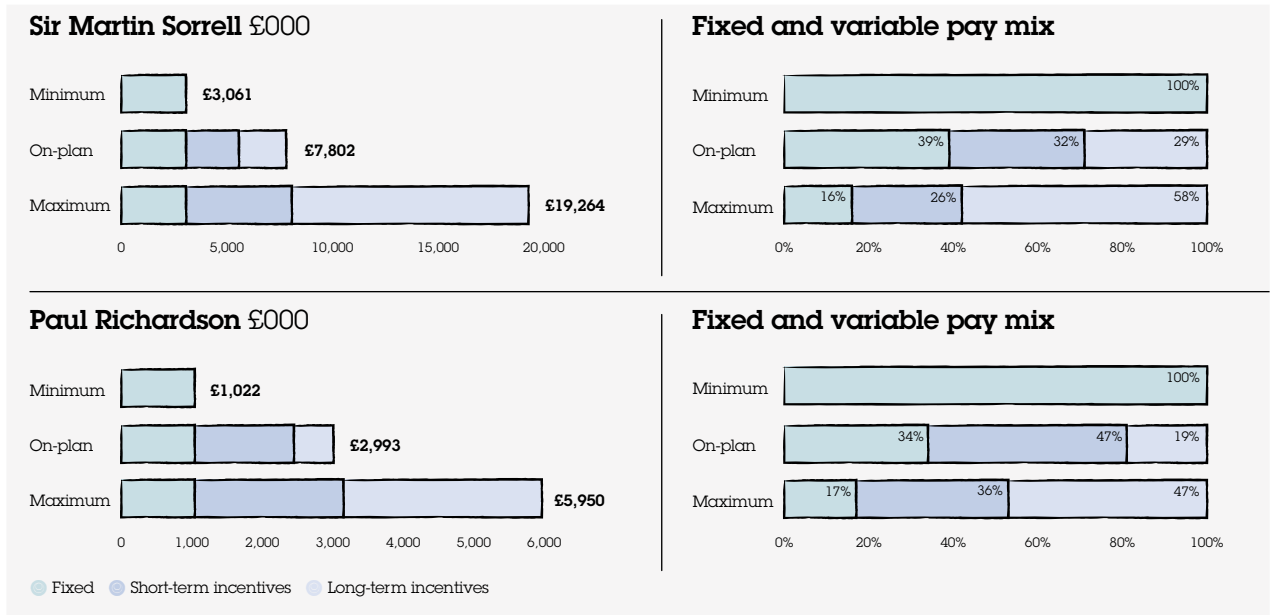 Sir Martin Sorrell £000
Minimum
£3,061
On-plan
£7,802
Maximum
£19,264
0 5,000 10,000 15,000 20,000
Fixed and variable pay mix
Minimum
100%
On-plan
39% 32% 29%
Maximum
16% 26% 58%
0% 20% 40% 60% 80% 100%
Paul Richardson £000
Minimum
£1,022
On-plan
£2,993
Maximum
£5,950
0 1,000 2,000 3,000 4,000 5,000 6,000
Fixed and variable pay mix
Minimum
100%
On-plan
34% 47% 19%
Maximum
17% 36% 47%
0% 20% 40% 60% 80% 100%
Fixed Short-term incentives Long-term incentives